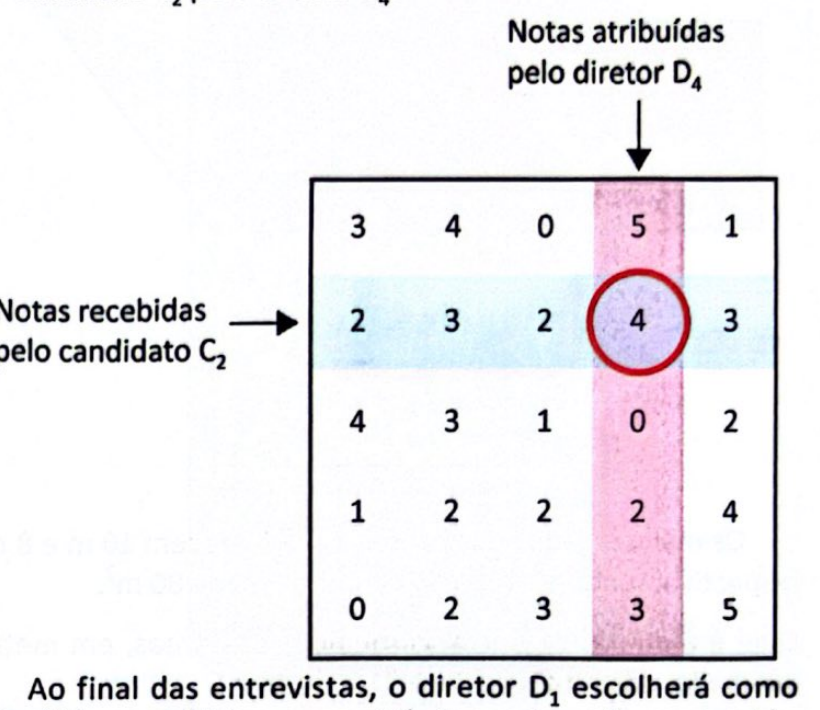 Notas atribuídas
pelo diretor D₄
3 4 0 5 1
Notas recebidas
pelo candidato C₂
2 3 2 4 3
4 3 1 0 2
1 2 2 2 4
0 2 3 3 5
Ao final das entrevistas, o diretor D₁ escolherá como